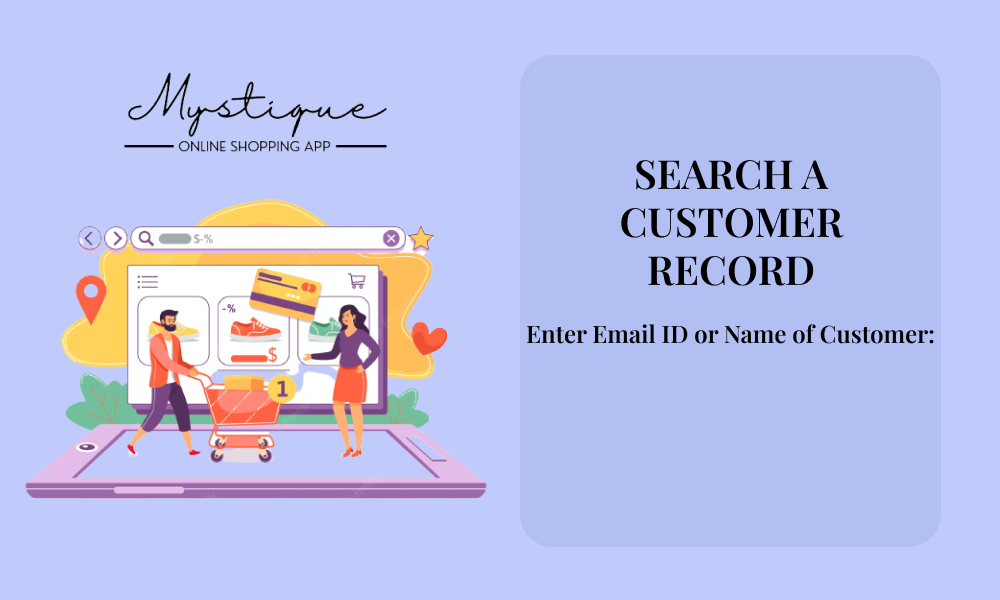 Mystique
ONLINE SHOPPING APP
$-%
-%
$
1
SEARCH A
CUSTOMER
RECORD
Enter Email ID or Name of Customer: